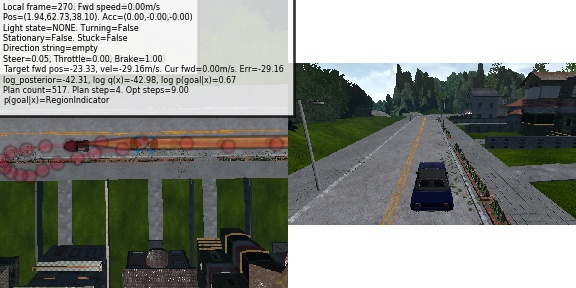 Local frame=270. Fwd speed=0.00m/s
Pos=(1.94,62.73,38.10). Acc=(0.00,-0.00,-0.00)
Light state=NONE. Turning=False
Stationary=False. Stuck=False
Direction string=empty
Steer=0.05, Throttle=0.00, Brake=1.00
Target fwd pos=-23.33, vel=-29.16m/s. Cur fwd=0.00m/s. Err=-29.16
log_posterior=-42.31, log q(x)=-42.98, log p(goal|x)=0.67
Plan count=517. Plan step=4. Opt steps=9.00
p(goal|x)=RegionIndicator